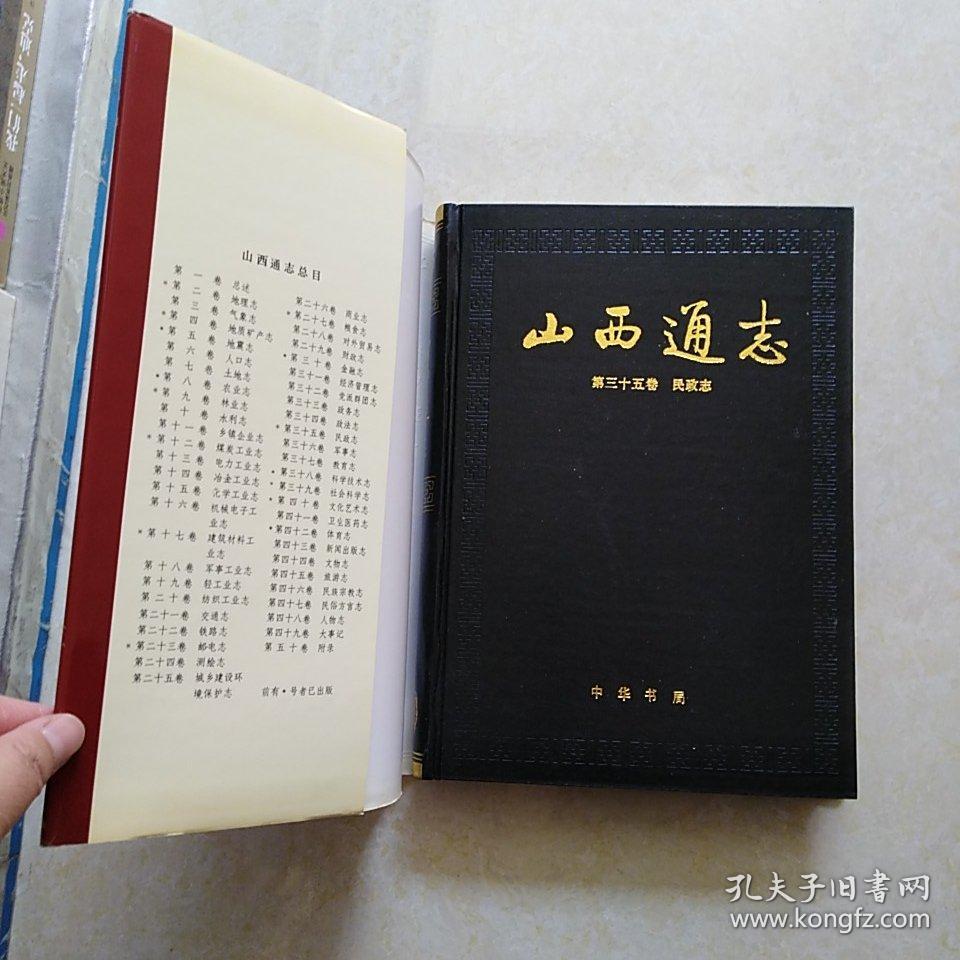 我们一起走过
山西通志总目
第一卷 总述
*第二卷 地理志
第三卷 气象志
*第四卷 地质矿产志
*第五卷 地震志
第六卷 人口志
第七卷 土地志
*第八卷 农业志
*第九卷 林业志
第十卷 水利志
第十一卷 乡镇企业志
*第十二卷 煤炭工业志
第十三卷 电力工业志
第十四卷 冶金工业志
第十五卷 化学工业志
第十六卷 机械电子工
业志
*第十七卷 建筑材料工
业志
第十八卷 军事工业志
第十九卷 轻工业志
第二十卷 纺织工业志
第二十一卷 交通志
第二十二卷 铁路志
*第二十三卷 邮电志
第二十四卷 测绘志
第二十五卷 城乡建设环
境保护志
第二十六卷 商业志
*第二十七卷 粮食志
第二十八卷 对外贸易志
第二十九卷 财政志
*第三十卷 金融志
第三十一卷 经济管理志
第三十二卷 党派群团志
第三十三卷 政务志
第三十四卷 政法志
*第三十五卷 民政志
第三十六卷 军事志
第三十七卷 教育志
*第三十八卷 科学技术志
*第三十九卷 社会科学志
*第四十卷 文化艺术志
第四十一卷 卫生医药志
*第四十二卷 体育志
第四十三卷 新闻出版志
第四十四卷 文物志
第四十五卷 旅游志
第四十六卷 民族宗教志
第四十七卷 民俗方言志
第四十八卷 人物志
第四十九卷 大事记
第五十卷 附录
前有*号者已出版
山西通志
第三十五卷 民政志
中华书局
孔夫子旧書网
www.kongfz.com